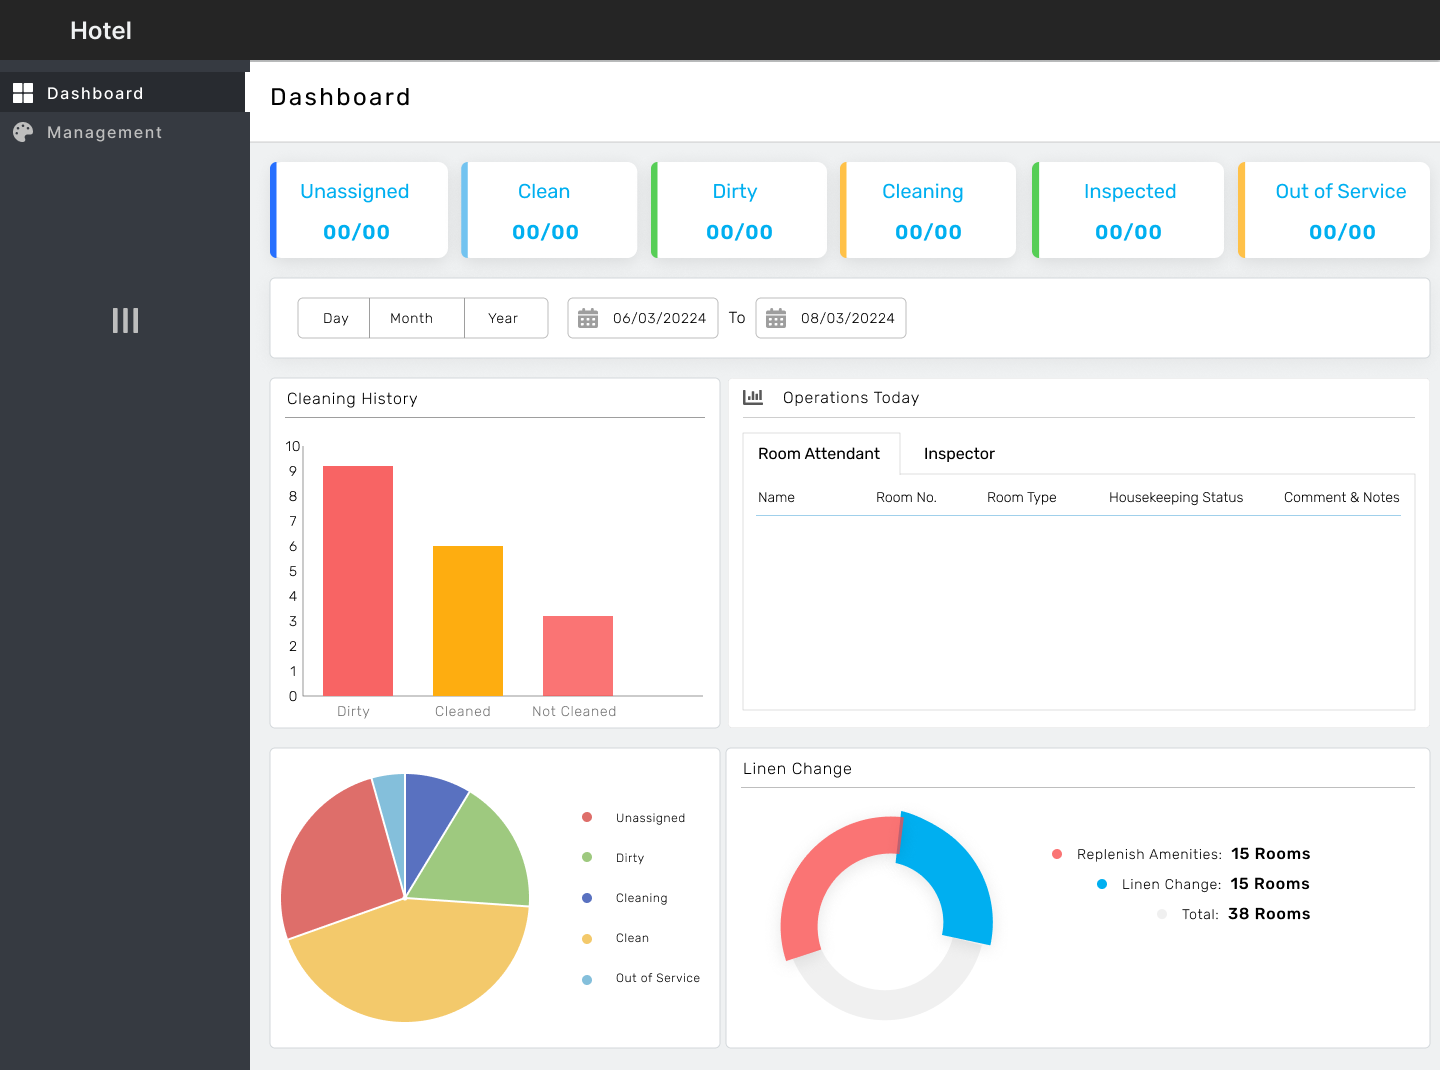 Hotel
Dashboard
Management
Dashboard
Unassigned
00/00
Clean
00/00
Dirty
00/00
Cleaning
00/00
Inspected
00/00
Out of Service
00/00
Day Month Year 06/03/20224 To 08/03/20224
Cleaning History
10
9
8
7
6
5
4
3
2
1
0
Dirty Cleaned Not Cleaned
Operations Today
Room Attendant Inspector
Name Room No. Room Type Housekeeping Status Comment & Notes
Unassigned
Dirty
Cleaning
Clean
Out of Service
Linen Change
Replenish Amenities: 15 Rooms
Linen Change: 15 Rooms
Total: 38 Rooms